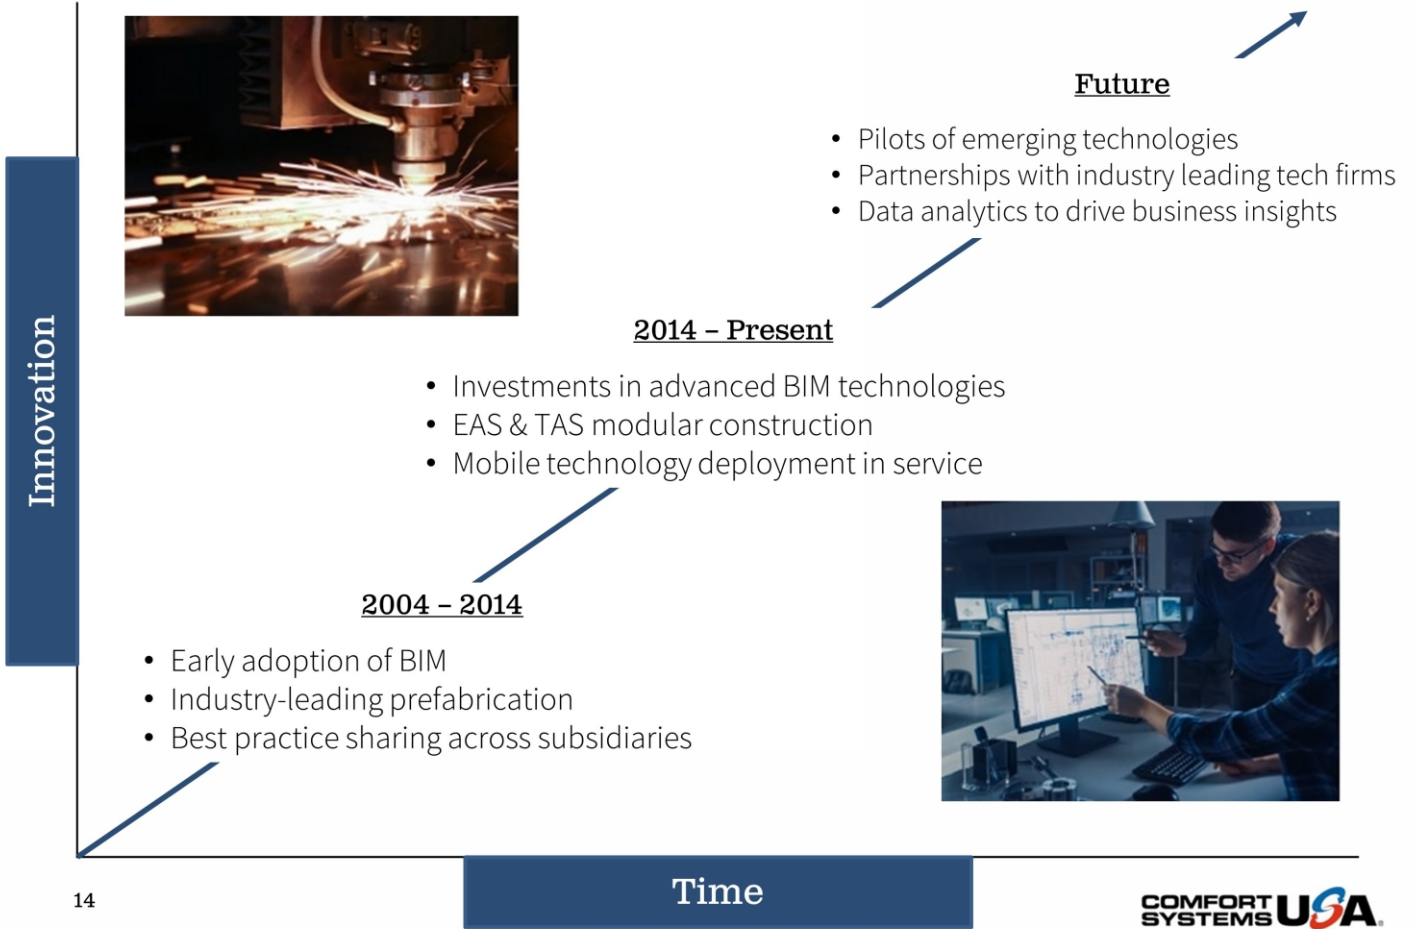 Future
• Pilots of emerging technologies
• Partnerships with industry leading tech firms
• Data analytics to drive business insights
Innovation
2014 – Present
• Investments in advanced BIM technologies
• EAS & TAS modular construction
• Mobile technology deployment in service
2004 – 2014
• Early adoption of BIM
• Industry-leading prefabrication
• Best practice sharing across subsidiaries
Time
14
COMFORT
SYSTEMS USA®